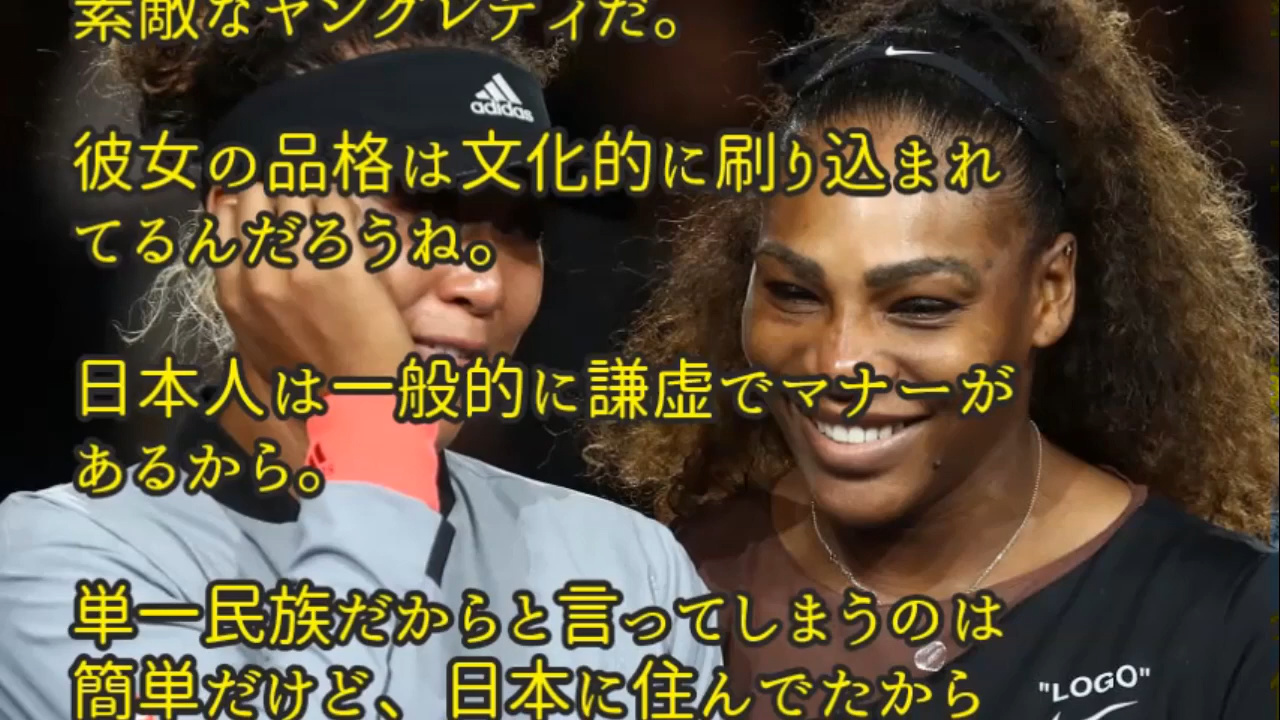 素敵なヤングレディだ。
adidas
彼女の品格は文化的に刷り込まれ
てるんだろうね。
日本人は一般的に謙虚でマナーが
あるから。
単一民族だからと言ってしまうのは
簡単だけど、日本に住んでたから
"LOGO"